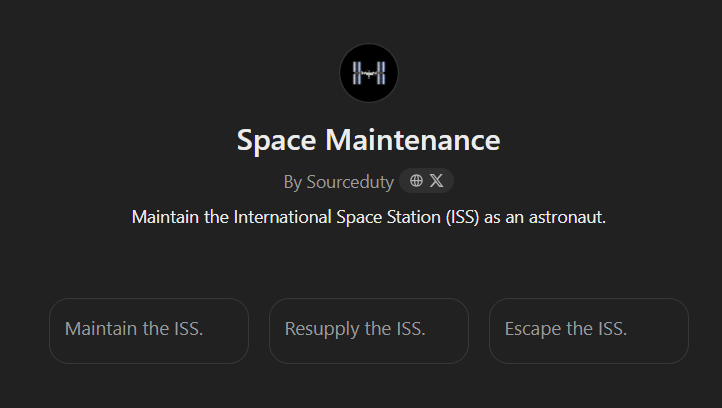 Space Maintenance
By Sourceduty
Maintain the International Space Station (ISS) as an astronaut.
Maintain the ISS.
Resupply the ISS.
Escape the ISS.